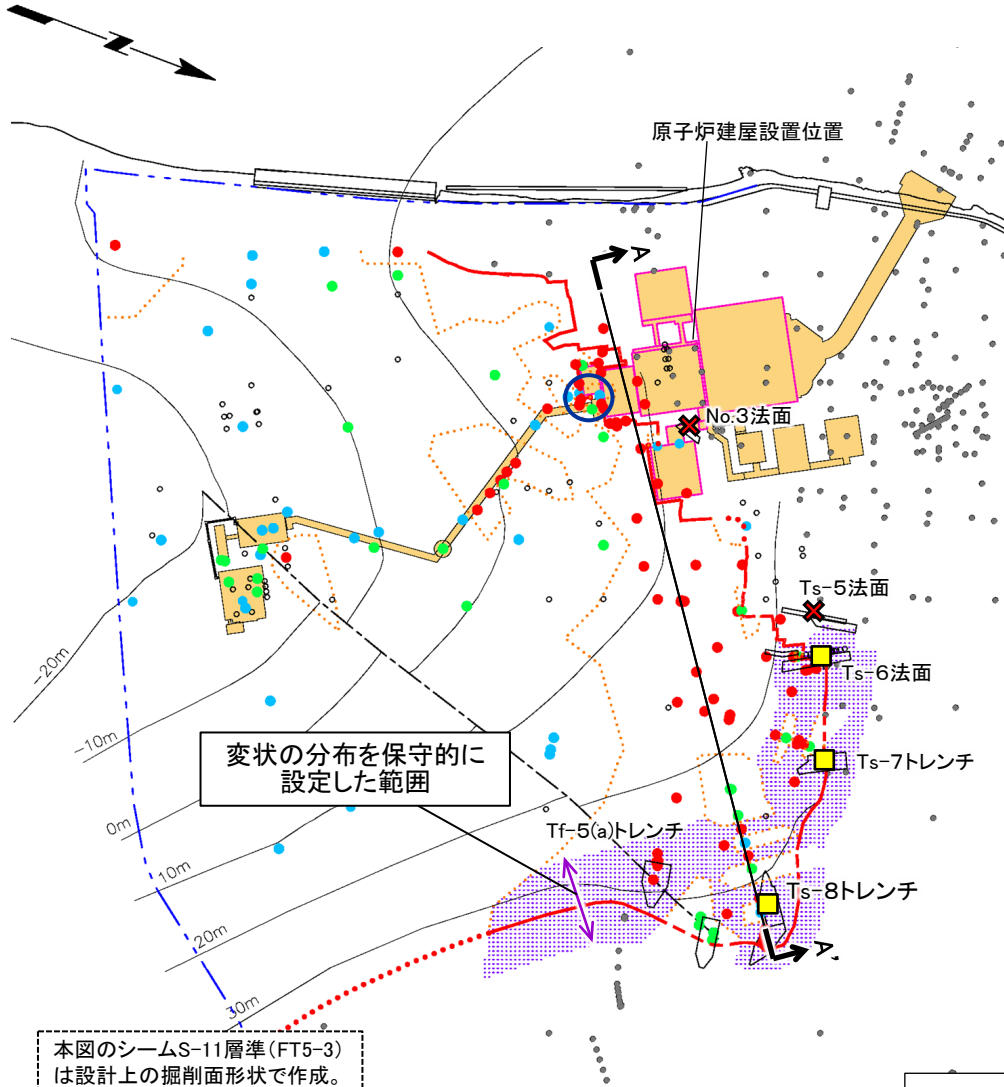 N
原子炉建屋設置位置
A
No.3法面
Ts-5法面
Ts-6法面
-20m
-10m
変状の分布を保守的に
設定した範囲
Ts-7トレンチ
0m
Tf-5(a)トレンチ
10m
Ts-8トレンチ
20m
A'
30m
本図のシームS-11層準(FT5-3)
は設計上の掘削面形状で作成。